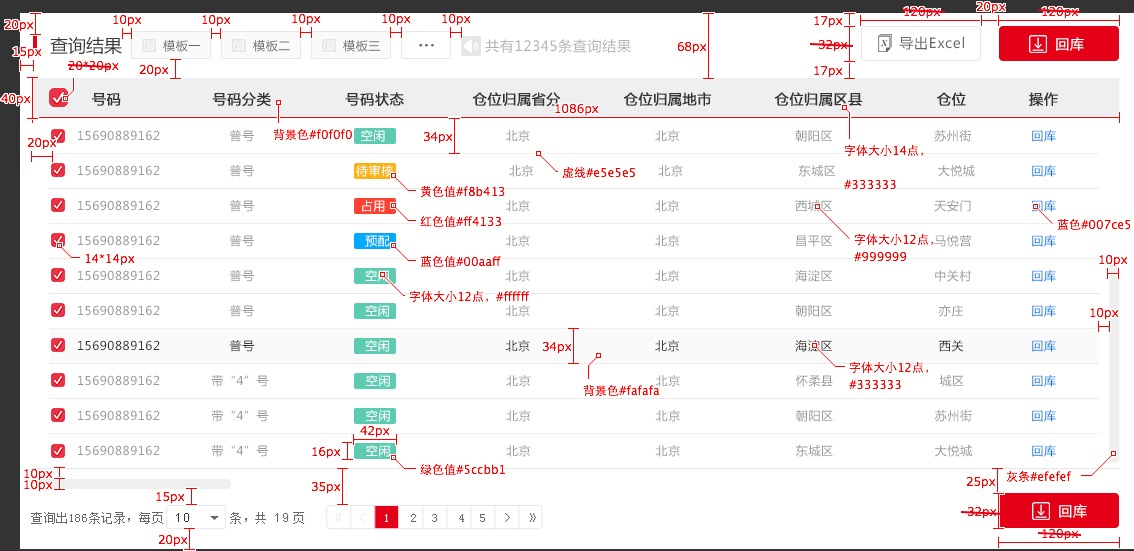 20px
10px
10px
10px
10px
10px
17px
120px
20px
120px
查询结果
模板一
模板二
模板三
···
共有12345条查询结果
68px
32px
导出Excel
回库
15px
20*20px
20px
17px
40px
号码
号码分类
号码状态
仓位归属省分
仓位归属地市
仓位归属区县
仓位
操作
1086px
15690889162 普号 空闲 北京 北京 朝阳区 苏州街 回库
背景色#f0f0f0
34px
20px
字体大小14点，
#333333
15690889162 普号 待审核 北京 北京 东城区 大悦城 回库
虚线#e5e5e5
黄色值#f8b413
15690889162 普号 占用 北京 北京 西城区 天安门 回库
红色值#ff4133
蓝色#007ce5
15690889162 普号 预配 北京 北京 昌平区 马悦营 回库
字体大小12点，
#999999
14*14px
蓝色值#00aaff
10px
15690889162 普号 空闲 北京 北京 海淀区 中关村 回库
字体大小12点，#ffffff
15690889162 普号 空闲 北京 北京 朝阳区 亦庄 回库
10px
15690889162 普号 空闲 北京 34px 北京 海淀区 西关 回库
字体大小12点，
#333333
15690889162 带“4”号 空闲 北京 北京 怀柔县 城区 回库
背景色#fafafa
15690889162 带“4”号 空闲 北京 北京 朝阳区 苏州街 回库
42px
15690889162 带“4”号 16px 空闲 北京 北京 东城区 大悦城 回库
绿色值#5ccbb1
10px
10px
35px
25px
灰条#efefef
15px
查询出186条记录，每页 10 条，共 19 页
« < 1 2 3 4 5 > »
32px
回库
20px
120px